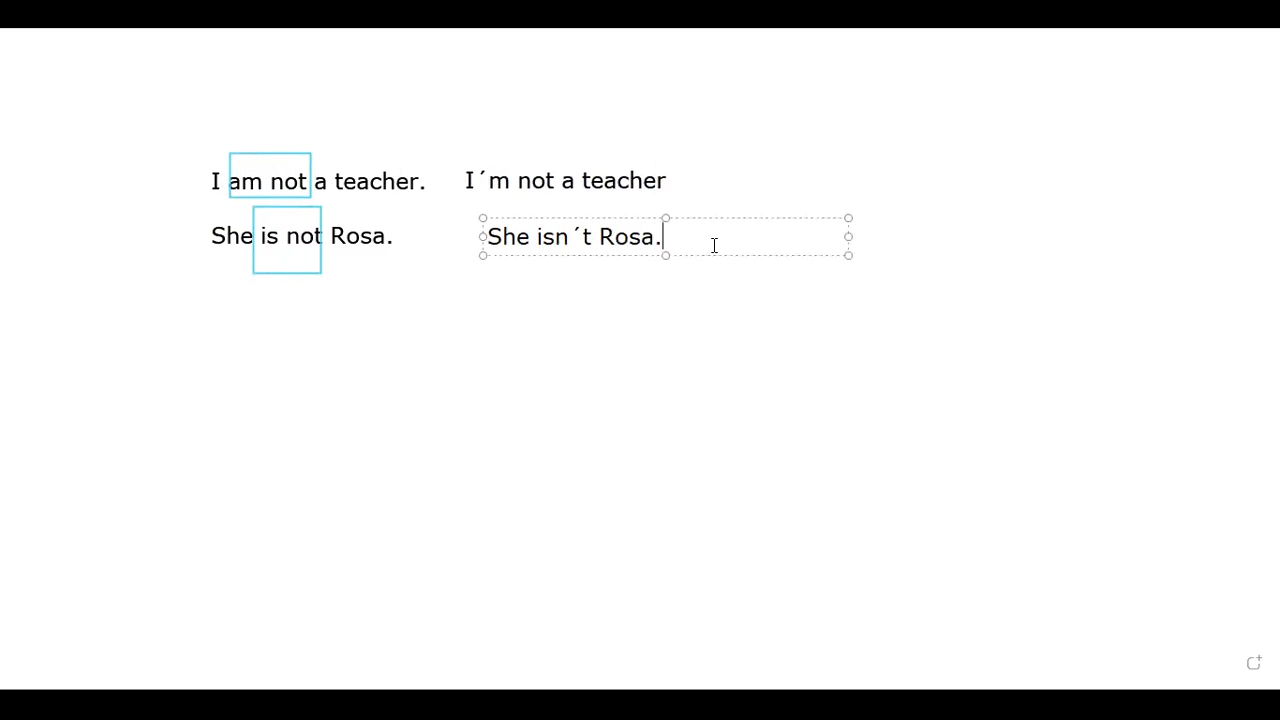 I am not a teacher. I´m not a teacher
She is not Rosa. She isn´t Rosa.